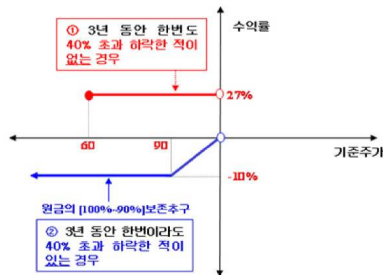 수익률
① 3년 동안 한번도
40% 초과 하락한 적이
없는 경우
27%
60
90
기준주가
-10%
원금의 [100%~90%]보존추구
② 3년 동안 한번이라도
40% 초과 하락한 적이
있는 경우